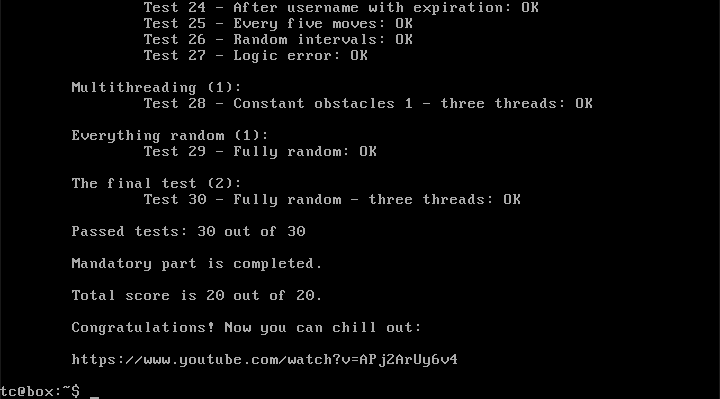 Test 24 - After username with expiration: OK
Test 25 - Every five moves: OK
Test 26 - Random intervals: OK
Test 27 - Logic error: OK
Multithreading (1):
Test 28 - Constant obstacles 1 - three threads: OK
Everything random (1):
Test 29 - Fully random: OK
The final test (2):
Test 30 - Fully random - three threads: OK
Passed tests: 30 out of 30
Mandatory part is completed.
Total score is 20 out of 20.
Congratulations! Now you can chill out:
https://www.youtube.com/watch?v=APj2ArUy6v4
tc@box:~$ _